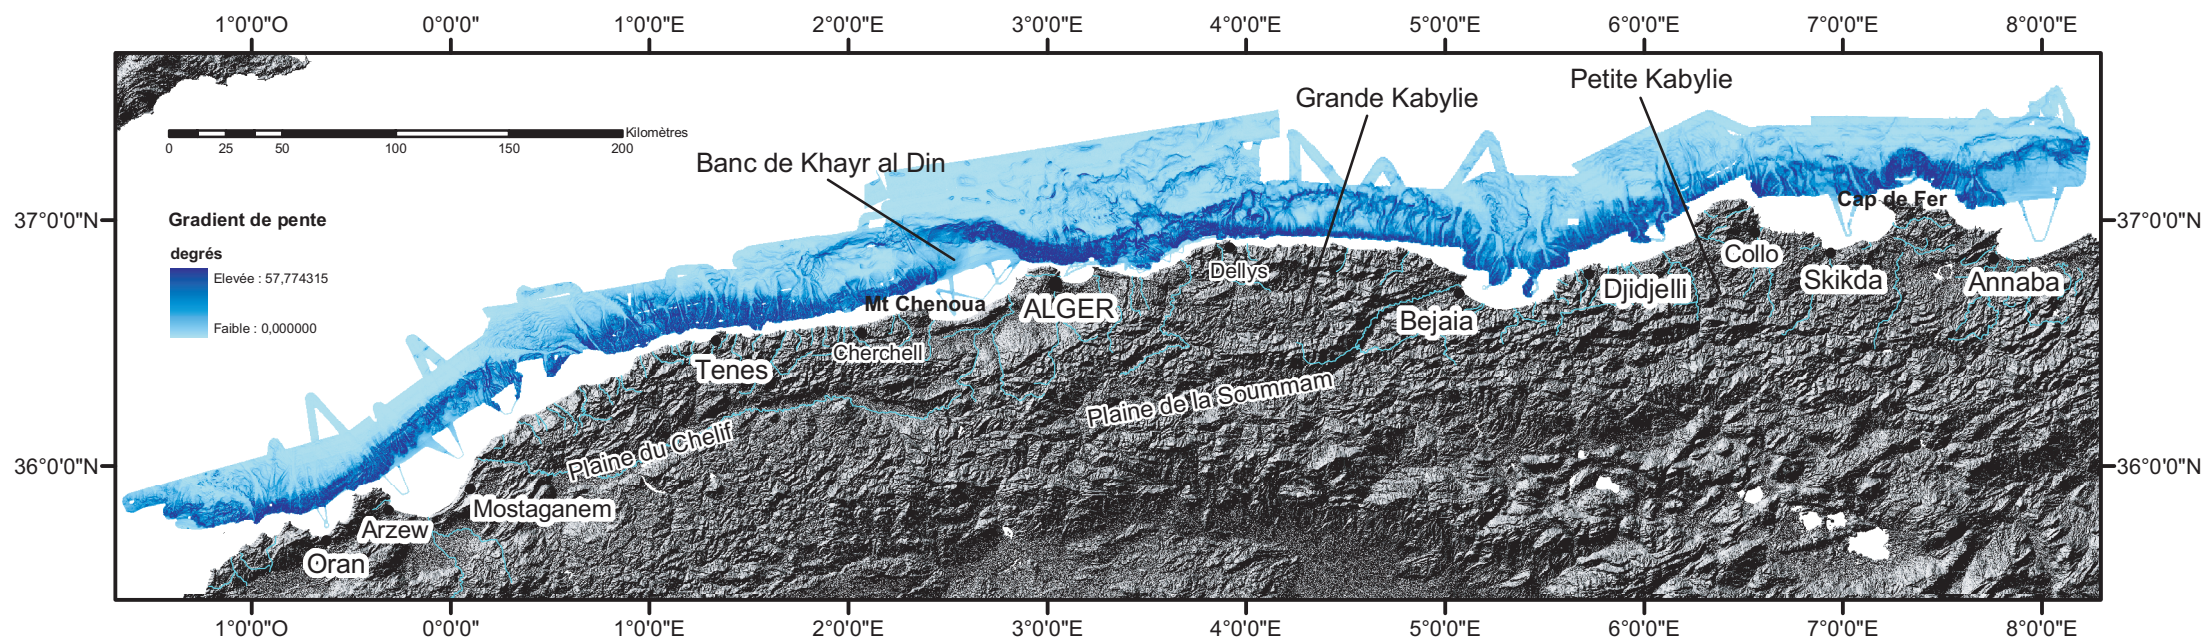 1°0'0"O 0°0'0" 1°0'0"E 2°0'0"E 3°0'0"E 4°0'0"E 5°0'0"E 6°0'0"E 7°0'0"E 8°0'0"E
Petite Kabylie
Grande Kabylie
Kilomètres
0 25 50 100 150 200
Banc de Khayr al Din
Cap de Fer
37°0'0"N 37°0'0"N
Gradient de pente
degrés
Elevée : 57,774315
Faible : 0,000000
Collo
Dellys
Skikda
Annaba
Djidjelli
Mt Chenoua
ALGER
Bejaia
Cherchell
Tenes
Plaine de la Soummam
Plaine du Chelif
36°0'0"N 36°0'0"N
Mostaganem
Arzew
Oran
1°0'0"O 0°0'0" 1°0'0"E 2°0'0"E 3°0'0"E 4°0'0"E 5°0'0"E 6°0'0"E 7°0'0"E 8°0'0"E